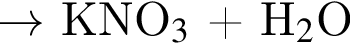 → KNO₃ + H₂O